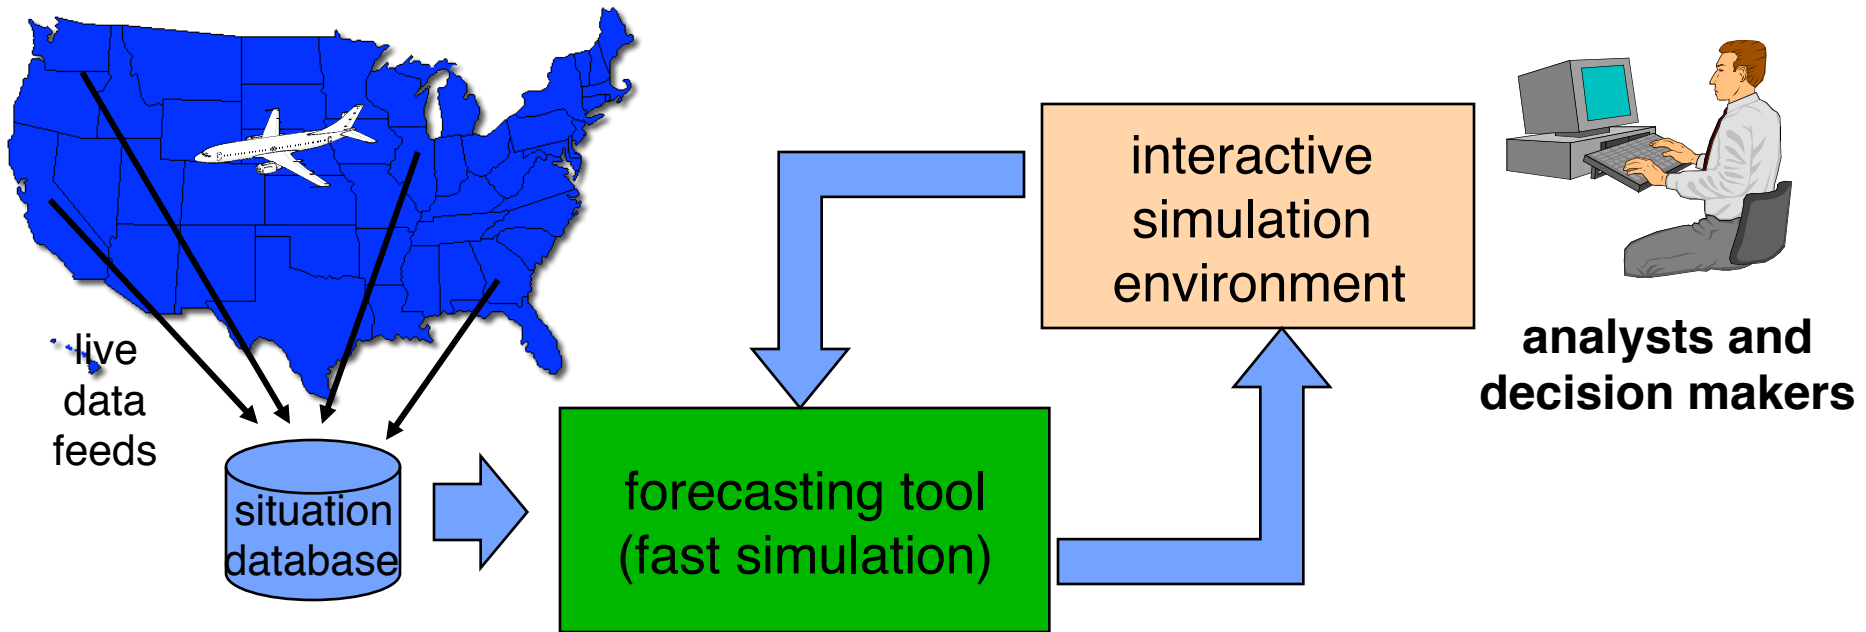 live
data
feeds
situation
database
forecasting tool
(fast simulation)
interactive
simulation
environment
analysts and
decision makers